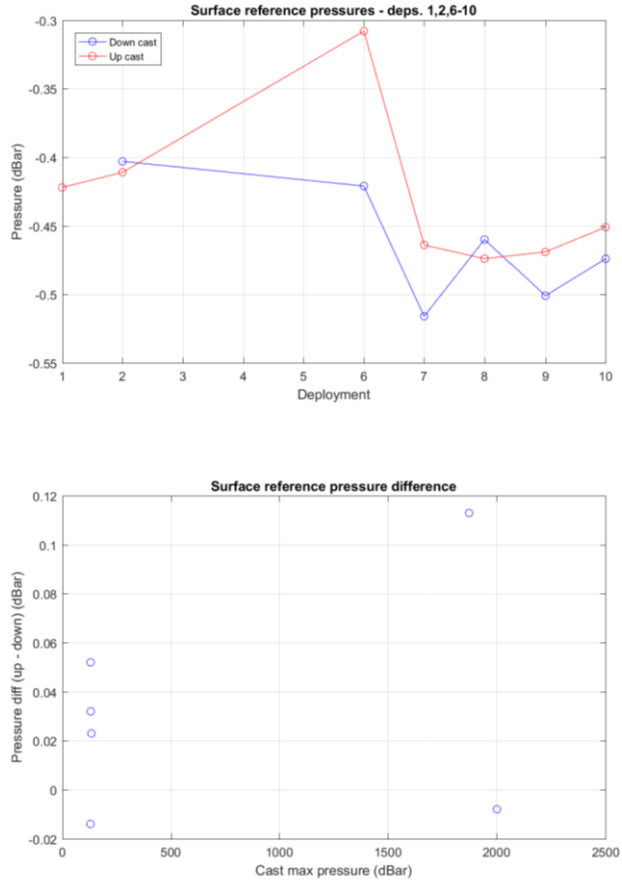 Surface reference pressures - deps. 1,2,6-10
Down cast
Up cast
Pressure (dBar)
-0.3
-0.35
-0.4
-0.45
-0.5
-0.55
1 2 3 4 5 6 7 8 9 10
Deployment
Surface reference pressure difference
Pressure diff (up - down) (dBar)
0.12
0.1
0.08
0.06
0.04
0.02
0
-0.02
0 500 1000 1500 2000 2500
Cast max pressure (dBar)